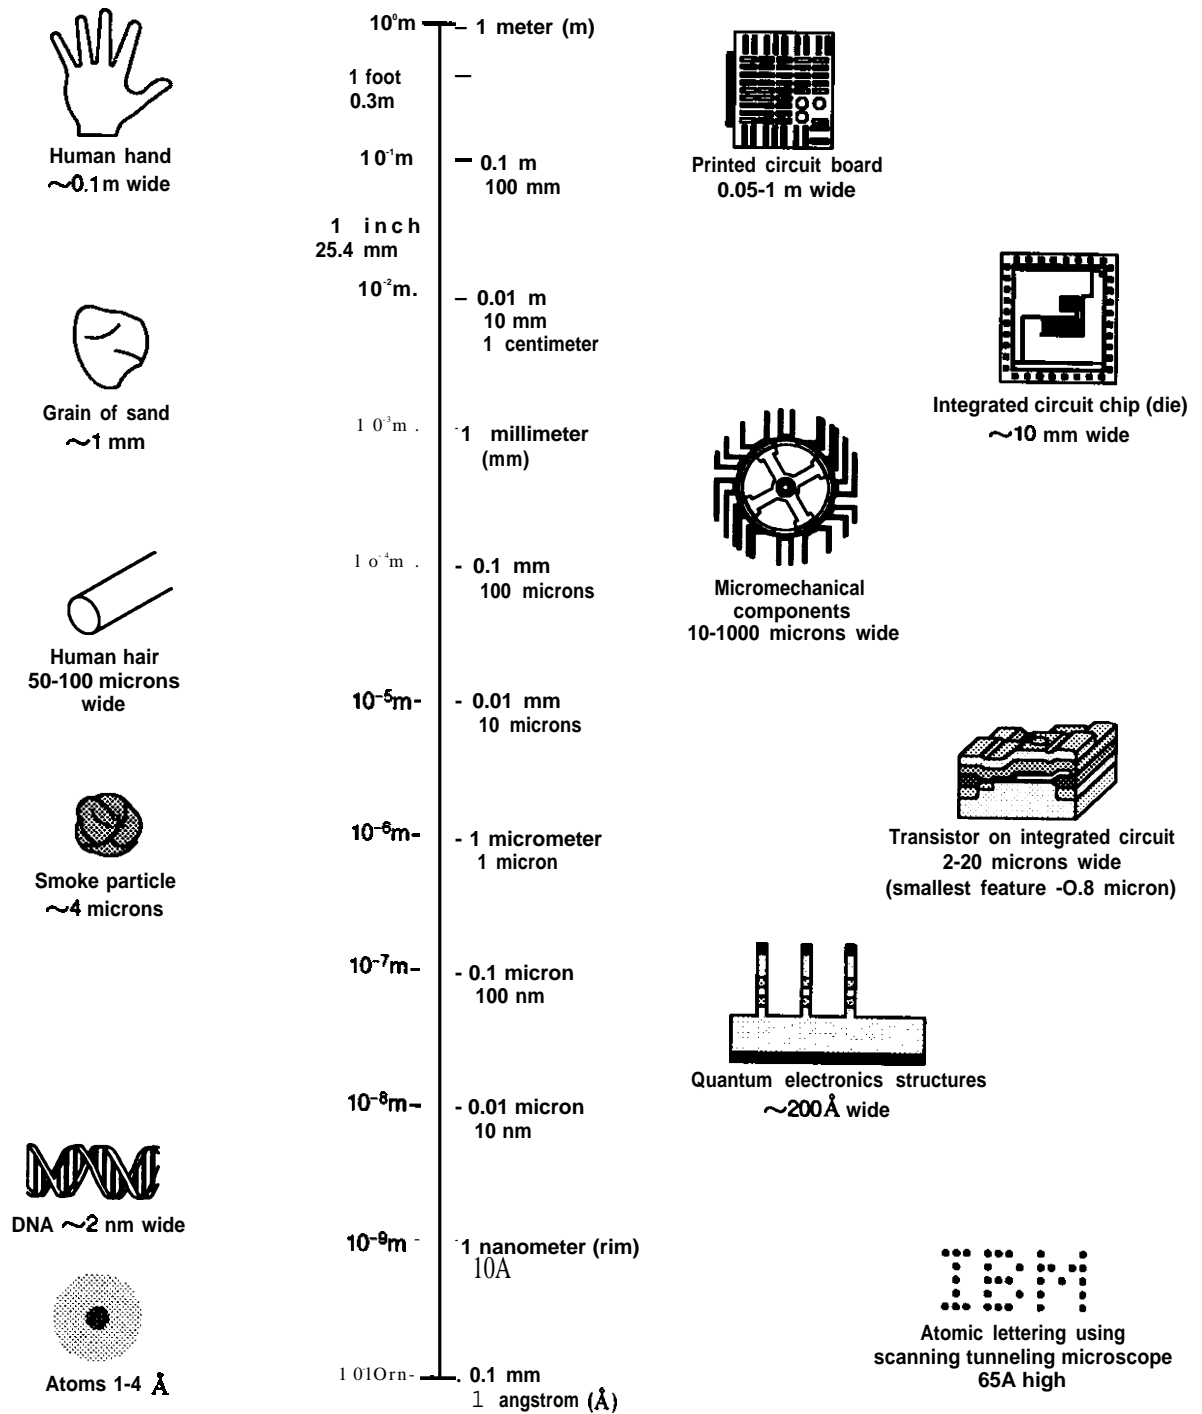 Human hand
~0.1m wide
Grain of sand
~1 mm
Human hair
50-100 microns
wide
Smoke particle
~4 microns
DNA ~2 nm wide
Atoms 1-4 Å
10⁰m
1 foot
0.3m
10⁻¹m
1 inch
25.4 mm
10⁻²m.
1 0⁻³m .
1 o⁻⁴m .
10⁻⁵m-
10⁻⁶m-
10⁻⁷m-
10⁻⁸m-
10⁻⁹m -
1 01Orn-
– 1 meter (m)
0.1 m
100 mm
– 0.01 m
10 mm
1 centimeter
-1 millimeter
(mm)
- 0.1 mm
100 microns
- 0.01 mm
10 microns
- 1 micrometer
1 micron
- 0.1 micron
100 nm
- 0.01 micron
10 nm
-1 nanometer (rim)
10A
. 0.1 mm
1 angstrom (Å)
Printed circuit board
0.05-1 m wide
Integrated circuit chip (die)
~10 mm wide
Micromechanical
components
10-1000 microns wide
Transistor on integrated circuit
2-20 microns wide
(smallest feature -O.8 micron)
Quantum electronics structures
~200Å wide
IBM
Atomic lettering using
scanning tunneling microscope
65A high